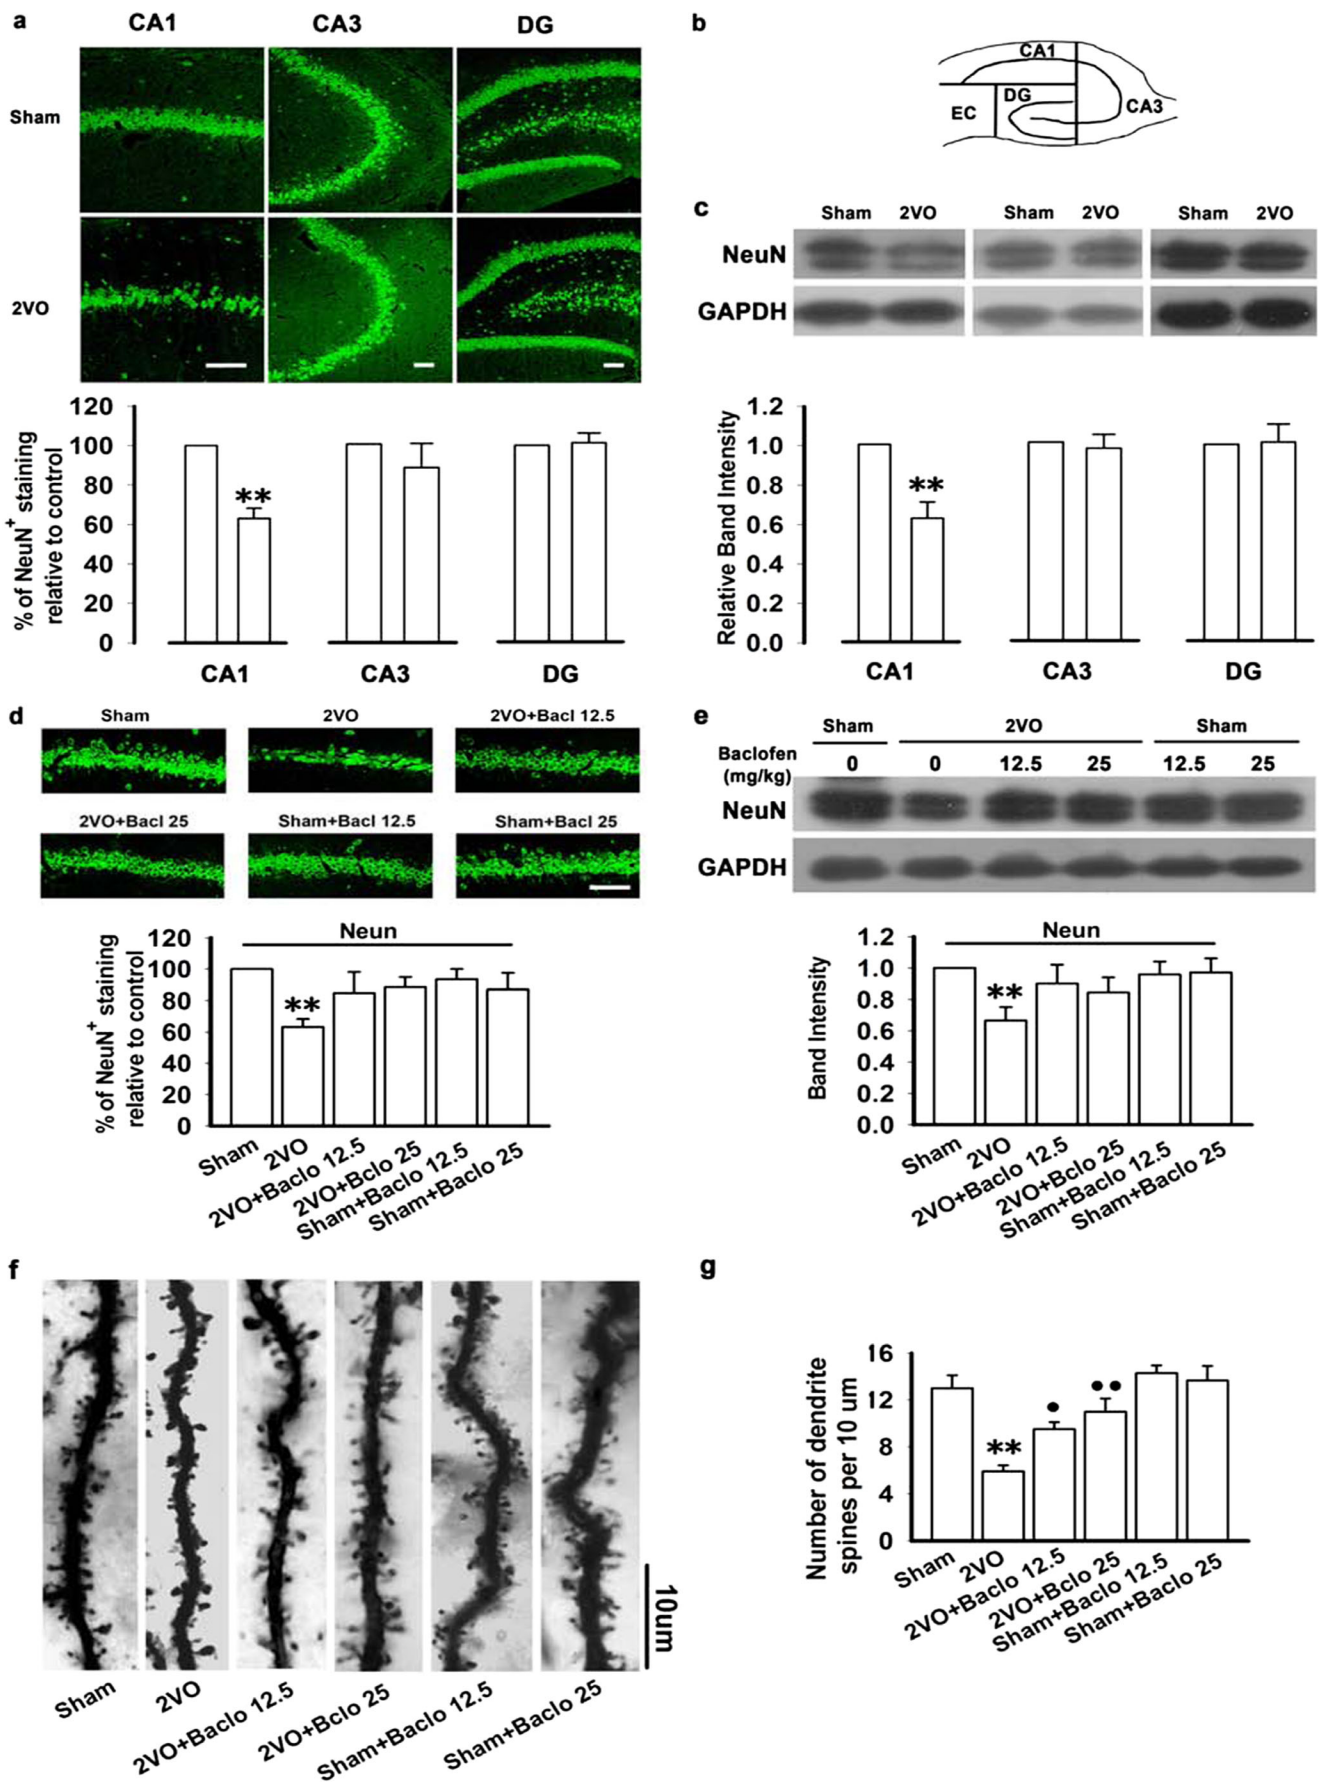 a
CA1 CA3 DG
Sham
2VO
120
100
80
60
40
20
0
% of NeuN+ staining
relative to control
**
CA1 CA3 DG
b
CA1
DG
EC
CA3
c
Sham 2VO Sham 2VO Sham 2VO
NeuN
GAPDH
1.2
1.0
0.8
0.6
0.4
0.2
0.0
Relative Band Intensity
**
CA1 CA3 DG
d
Sham 2VO 2VO+Bacl 12.5
2VO+Bacl 25 Sham+Bacl 12.5 Sham+Bacl 25
Neun
120
100
80
60
40
20
0
% of NeuN+ staining
relative to control
**
Sham
2VO
2VO+Baclo 12.5
2VO+Bclo 25
Sham+Baclo 12.5
Sham+Baclo 25
e
Sham 2VO Sham
Baclofen
(mg/kg)
0 0 12.5 25 12.5 25
NeuN
GAPDH
Neun
1.2
1.0
0.8
0.6
0.4
0.2
0.0
Band Intensity
**
Sham
2VO
2VO+Baclo 12.5
2VO+Bclo 25
Sham+Baclo 12.5
Sham+Baclo 25
f
10um
Sham
2VO
2VO+Baclo 12.5
2VO+Bclo 25
Sham+Baclo 12.5
Sham+Baclo 25
g
16
12
8
4
0
Number of dendrite
spines per 10 um
**
•
••
Sham
2VO
2VO+Baclo 12.5
2VO+Bclo 25
Sham+Baclo 12.5
Sham+Baclo 25